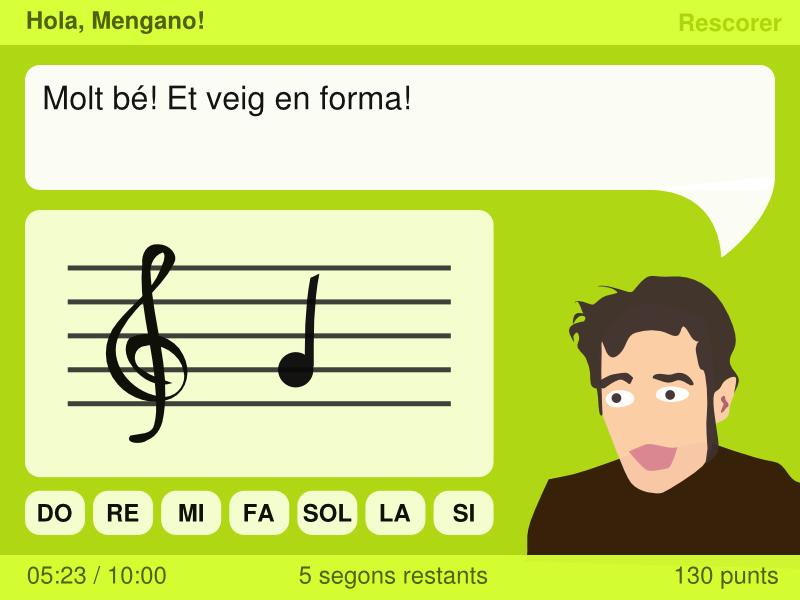 Hola, Mengano!
Rescorer
Molt bé! Et veig en forma!
DO RE MI FA SOL LA SI
05:23 / 10:00
5 segons restants
130 punts